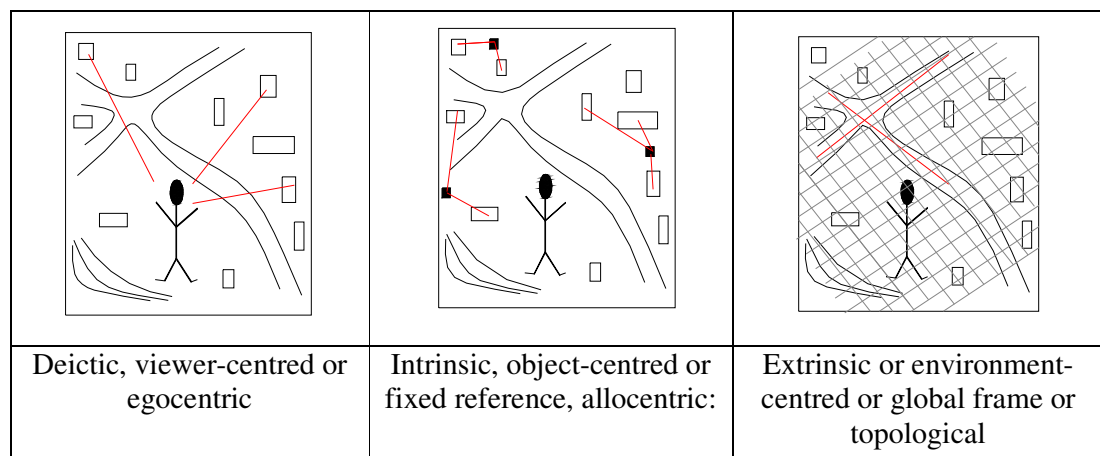 Deictic, viewer-centred or
egocentric
Intrinsic, object-centred or
fixed reference, allocentric:
Extrinsic or environment-
centred or global frame or
topological